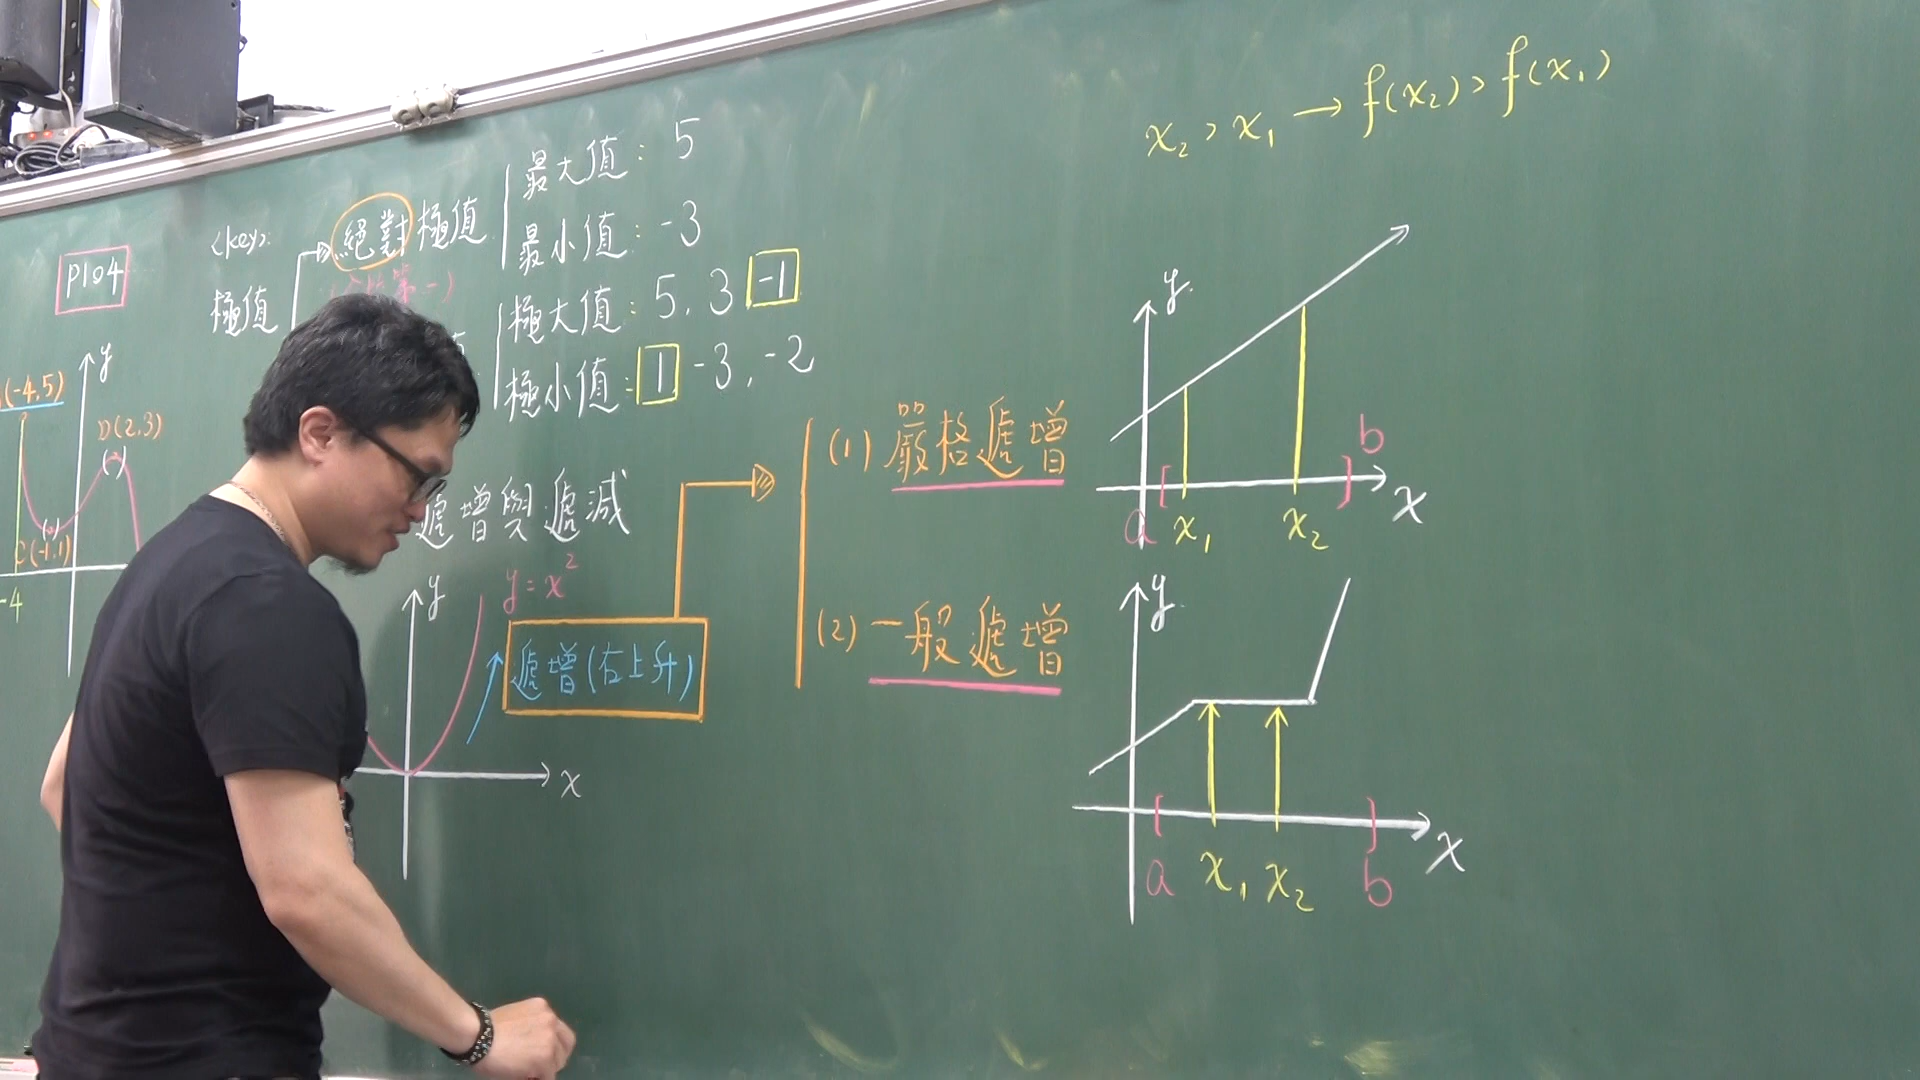 P104
<key>:
極值
絕對極值
最大值: 5
最小值: -3
極大值: 5, 3 -1
極小值: 1 -3, -2
(-4,5)
y
D(2,3)
C(-1,1)
-4
遞增與遞減
y
y=x²
遞增(右上升)
x
(1) 嚴格遞增
(2) 一般遞增
x₂>x₁→f(x₂)>f(x₁)
y
a x₁ x₂ b x
y
a x₁ x₂ b x